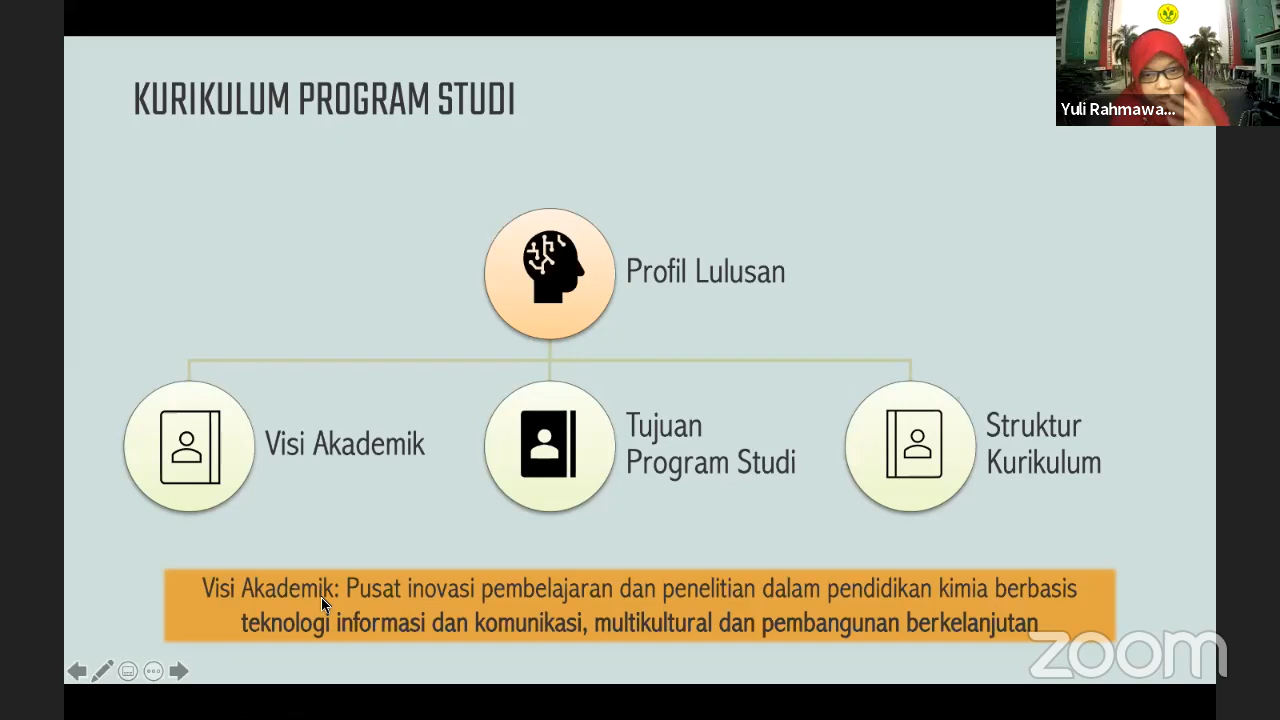 KURIKULUM PROGRAM STUDI
Yuli Rahmawa...
Profil Lulusan
Visi Akademik
Tujuan
Program Studi
Struktur
Kurikulum
Visi Akademik: Pusat inovasi pembelajaran dan penelitian dalam pendidikan kimia berbasis
teknologi informasi dan komunikasi, multikultural dan pembangunan berkelanjutan
zoom